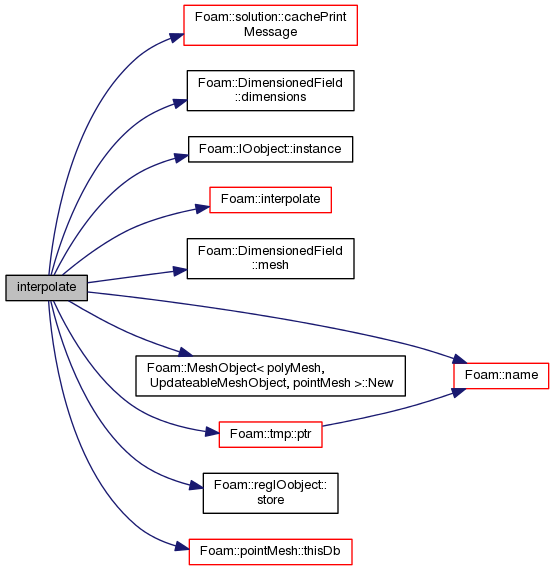 Foam::solution::cachePrint
Message
Foam::DimensionedField
::dimensions
Foam::IOobject::instance
Foam::interpolate
Foam::DimensionedField
::mesh
interpolate
Foam::MeshObject< polyMesh,
UpdateableMeshObject, pointMesh >::New
Foam::name
Foam::tmp::ptr
Foam::regIOobject::
store
Foam::pointMesh::thisDb